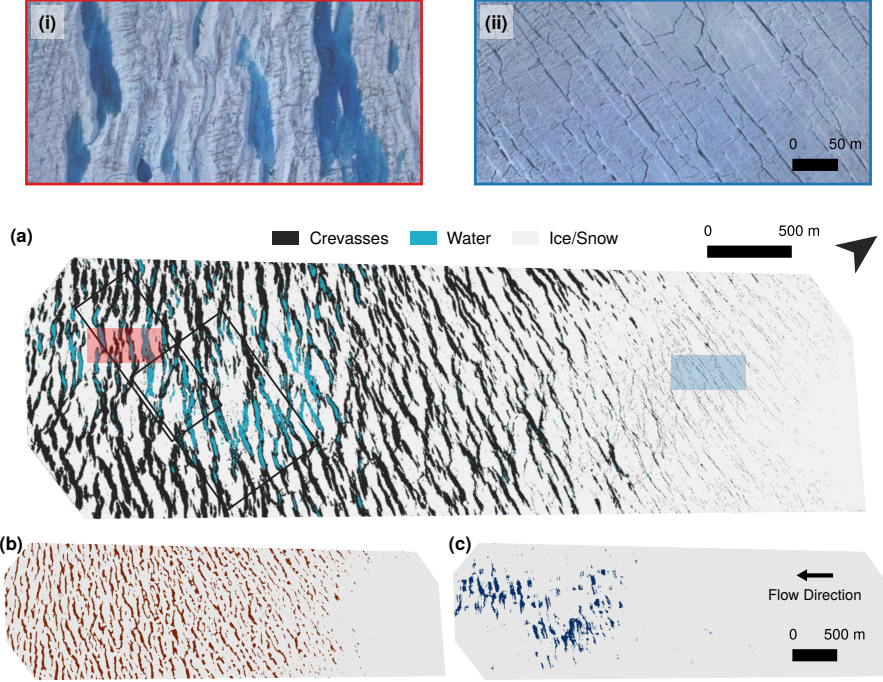 (i)
(ii)
0 50 m
(a)
Crevasses Water Ice/Snow
0 500 m
(b)
(c)
Flow Direction
0 500 m